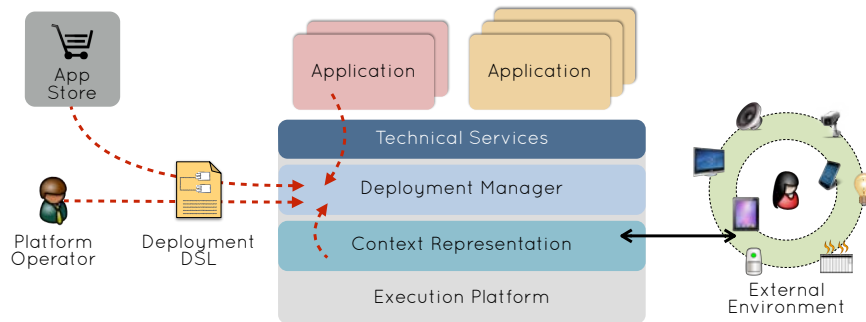 App
Store
Application
Application
Technical Services
Deployment Manager
Context Representation
Execution Platform
Platform
Operator
Deployment
DSL
External
Environment